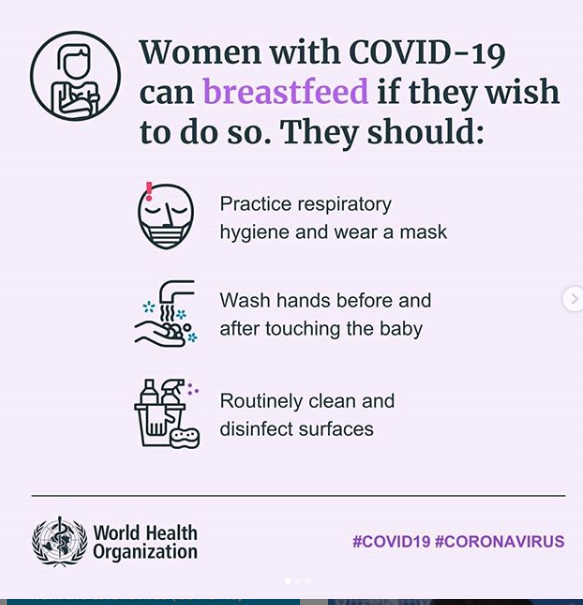 Women with COVID-19
can breastfeed if they wish
to do so. They should:
Practice respiratory
hygiene and wear a mask
Wash hands before and
after touching the baby
Routinely clean and
disinfect surfaces
World Health
Organization
#COVID19 #CORONAVIRUS